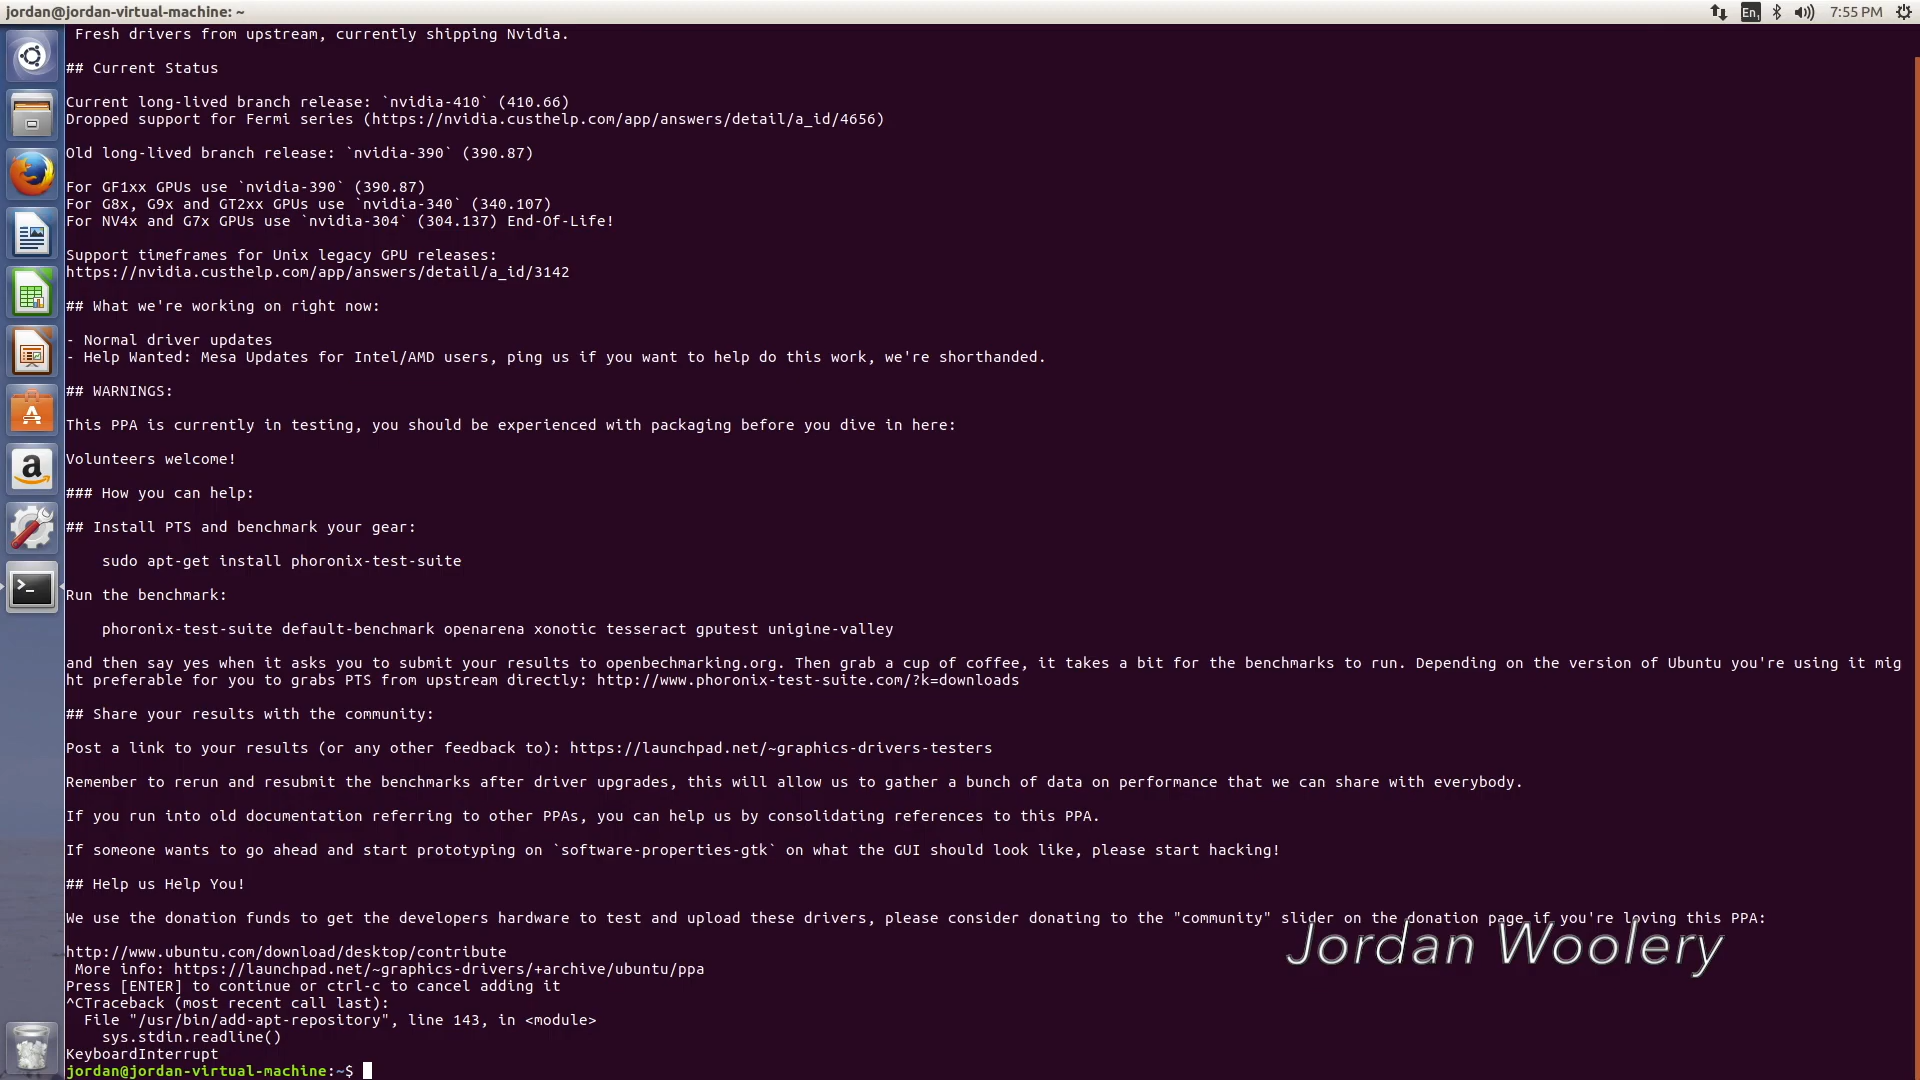 jordan@jordan-virtual-machine: ~
En
7:55 PM
Fresh drivers from upstream, currently shipping Nvidia.
## Current Status
Current long-lived branch release: `nvidia-410` (410.66)
Dropped support for Fermi series (https://nvidia.custhelp.com/app/answers/detail/a_id/4656)
Old long-lived branch release: `nvidia-390` (390.87)
For GF1xx GPUs use `nvidia-390` (390.87)
For G8x, G9x and GT2xx GPUs use `nvidia-340` (340.107)
For NV4x and G7x GPUs use `nvidia-304` (304.137) End-Of-Life!
Support timeframes for Unix legacy GPU releases:
https://nvidia.custhelp.com/app/answers/detail/a_id/3142
## What we're working on right now:
- Normal driver updates
- Help Wanted: Mesa Updates for Intel/AMD users, ping us if you want to help do this work, we're shorthanded.
## WARNINGS:
This PPA is currently in testing, you should be experienced with packaging before you dive in here:
Volunteers welcome!
### How you can help:
## Install PTS and benchmark your gear:
sudo apt-get install phoronix-test-suite
Run the benchmark:
phoronix-test-suite default-benchmark openarena xonotic tesseract gputest unigine-valley
and then say yes when it asks you to submit your results to openbechmarking.org. Then grab a cup of coffee, it takes a bit for the benchmarks to run. Depending on the version of Ubuntu you're using it mig
ht preferable for you to grabs PTS from upstream directly: http://www.phoronix-test-suite.com/?k=downloads
## Share your results with the community:
Post a link to your results (or any other feedback to): https://launchpad.net/~graphics-drivers-testers
Remember to rerun and resubmit the benchmarks after driver upgrades, this will allow us to gather a bunch of data on performance that we can share with everybody.
If you run into old documentation referring to other PPAs, you can help us by consolidating references to this PPA.
If someone wants to go ahead and start prototyping on `software-properties-gtk` on what the GUI should look like, please start hacking!
## Help us Help You!
We use the donation funds to get the developers hardware to test and upload these drivers, please consider donating to the "community" slider on the donation page if you're loving this PPA:
http://www.ubuntu.com/download/desktop/contribute
More info: https://launchpad.net/~graphics-drivers/+archive/ubuntu/ppa
Press [ENTER] to continue or ctrl-c to cancel adding it
^CTraceback (most recent call last):
File "/usr/bin/add-apt-repository", line 143, in <module>
sys.stdin.readline()
KeyboardInterrupt
jordan@jordan-virtual-machine:~$
Jordan Woolery